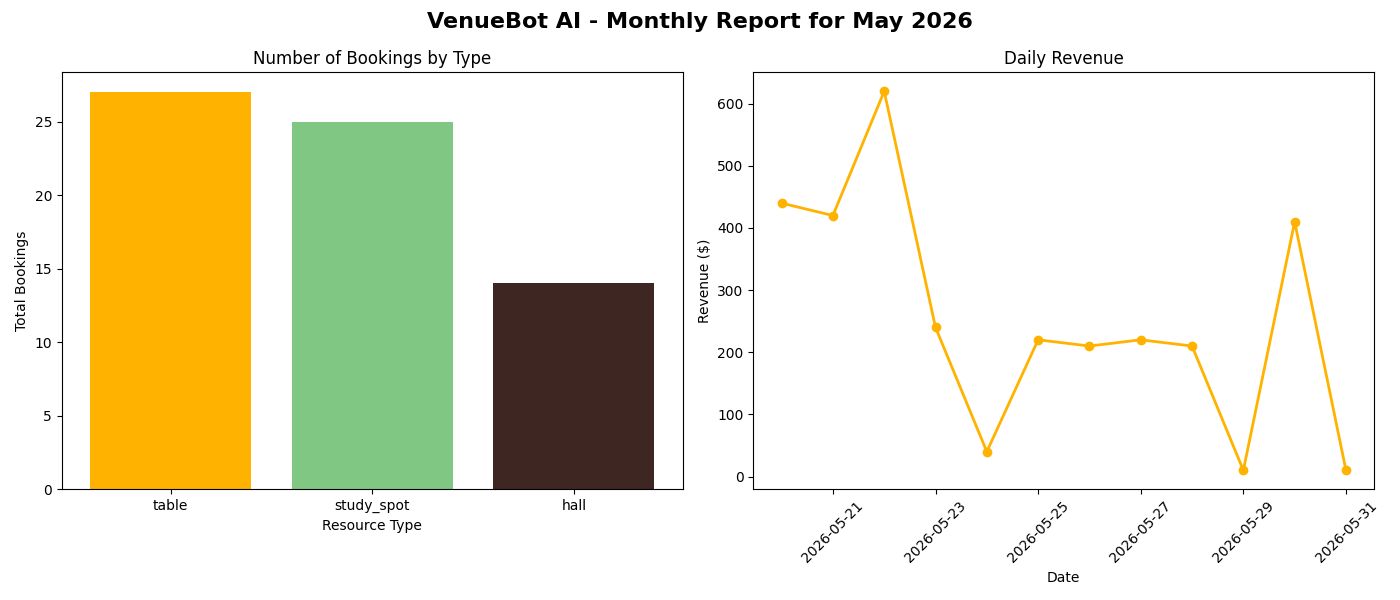 VenueBot AI - Monthly Report for May 2026
Number of Bookings by Type
Total Bookings
25
20
15
10
5
0
table
study_spot
hall
Resource Type
Daily Revenue
Revenue ($)
600
500
400
300
200
100
0
2026-05-21
2026-05-23
2026-05-25
2026-05-27
2026-05-29
2026-05-31
Date